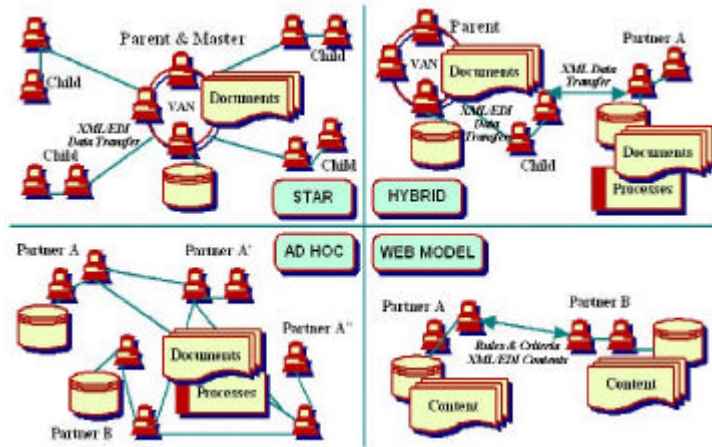 Parent & Master
Child
Child
VAN
Documents
XML/EDI
Data Transfer
Child
Child
STAR
Parent
Partner A
Documents
XML Data
Transfer
XML/EDI
Data
Transfer
Child
Documents
Processes
HYBRID
AD HOC
Partner A
Partner A'
Partner A"
Documents
Processes
Partner B
WEB MODEL
Partner A
Partner B
Rules & Criteria
XML/EDI Contents
Content
Content